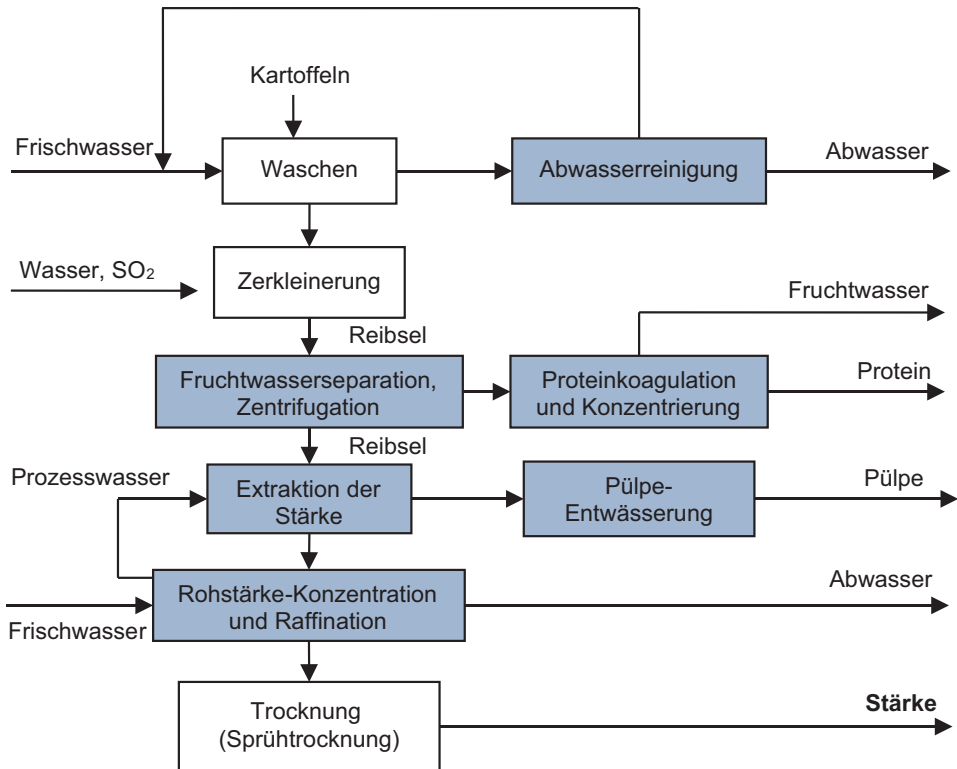 Kartoffeln
Frischwasser
Waschen
Abwasserreinigung
Abwasser
Wasser, SO₂
Zerkleinerung
Fruchtwasser
Reibsel
Fruchtwasserseparation,
Zentrifugation
Proteinkoagulation
und Konzentrierung
Protein
Reibsel
Prozesswasser
Extraktion der
Stärke
Pülpe-
Entwässerung
Pülpe
Rohstärke-Konzentration
und Raffination
Abwasser
Frischwasser
Trocknung
(Sprühtrocknung)
Stärke